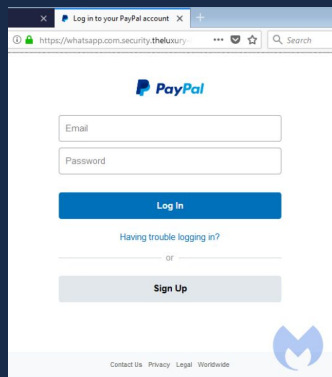 Log in to your PayPal account
https://whatsapp.com.security.theluxury-
Search
PayPal
Email
Password
Log In
Having trouble logging in?
or
Sign Up
Contact Us Privacy Legal Worldwide